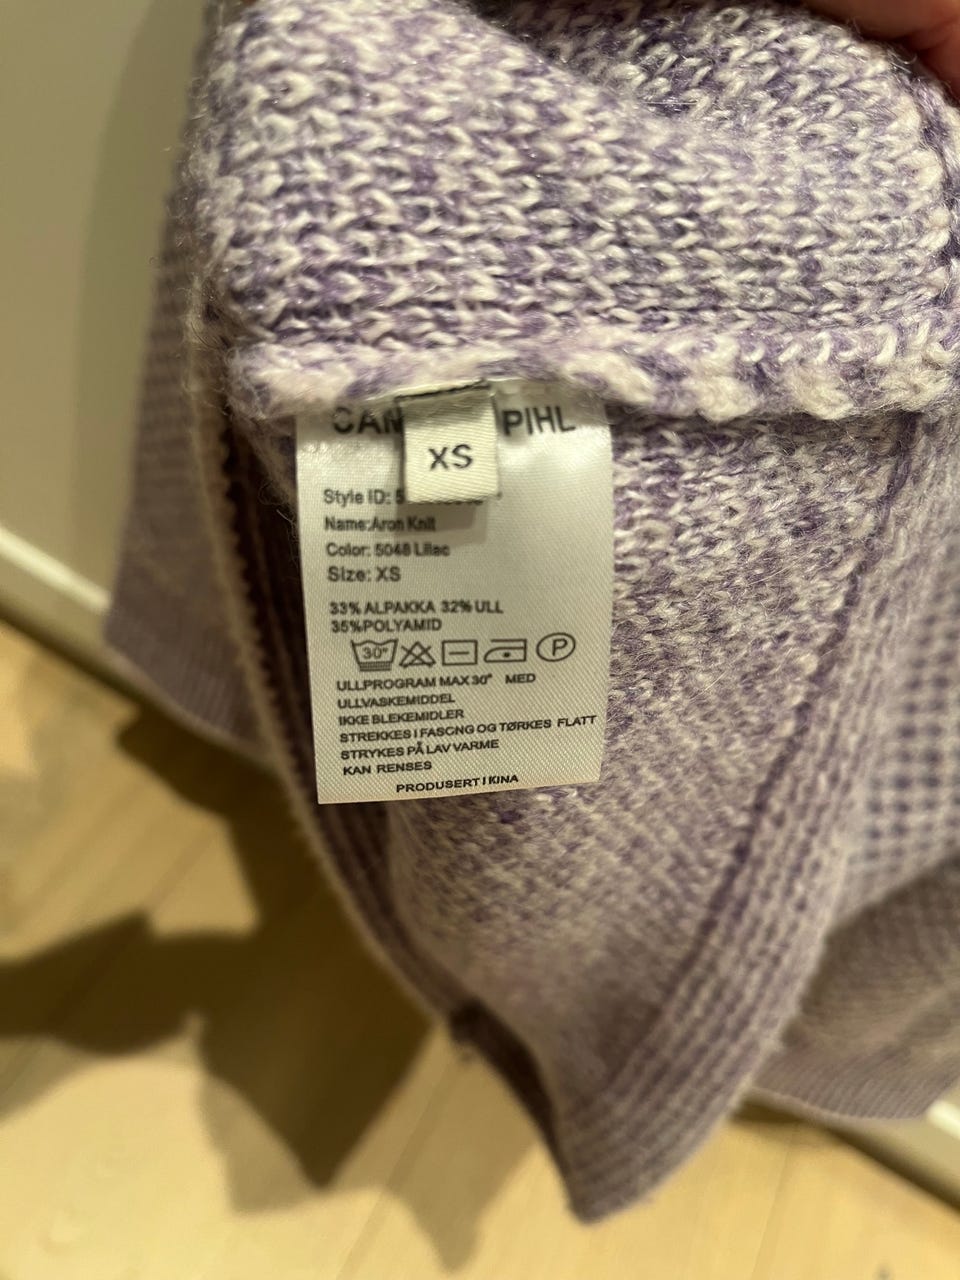 PIHL
XS
Style ID:
Name:Aron Knit
Color: 5048 Lilac
Size: XS
33% ALPAKKA 32% ULL
35%POLYAMID
30° P
ULLPROGRAM MAX 30° MED
ULLVASKEMIDDEL
IKKE BLEKEMIDLER
STREKKES I FASCNG OG TØRKES FLATT
STRYKES PÅ LAV VARME
KAN RENSES
PRODUSERT I KINA